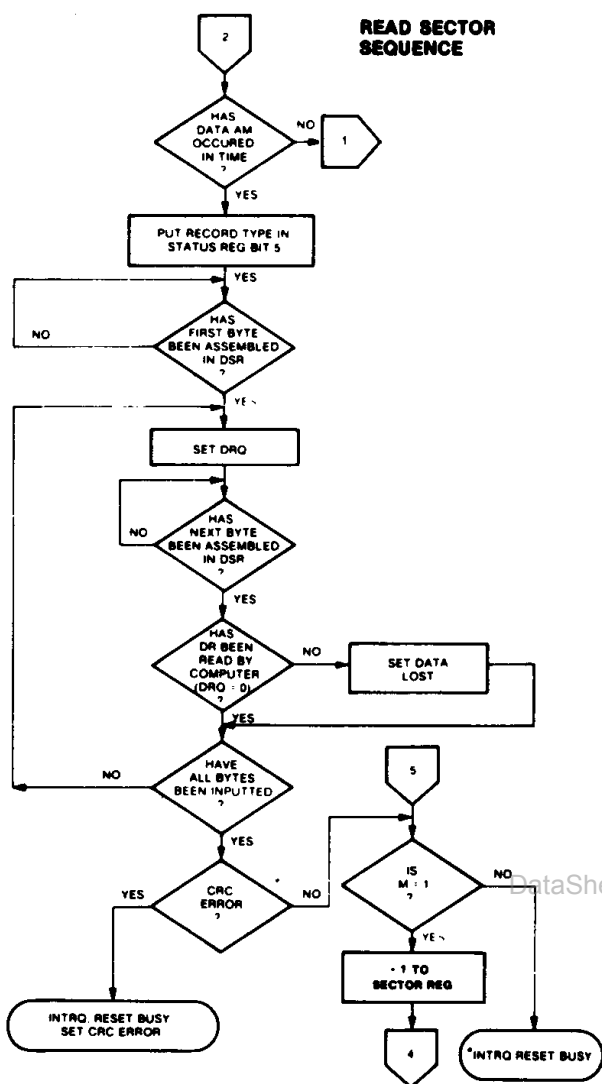 READ SECTOR
SEQUENCE
2
HAS
DATA AM
OCCURED
IN TIME
?
NO
1
YES
PUT RECORD TYPE IN
STATUS REG BIT 5
YES
HAS
FIRST BYTE
BEEN ASSEMBLED
IN DSR
?
NO
YES
SET DRQ
HAS
NEXT BYTE
BEEN ASSEMBLED
IN DSR
?
NO
YES
HAS
DR BEEN
READ BY
COMPUTER
(DRQ = 0)
?
NO
SET DATA
LOST
YES
HAVE
ALL BYTES
BEEN INPUTTED
?
NO
YES
5
CRC
ERROR
?
YES
NO
IS
M = 1
?
NO
DataShe
YES
INTRQ. RESET BUSY
SET CRC ERROR
- 1 TO
SECTOR REG
4
*INTRQ RESET BUSY